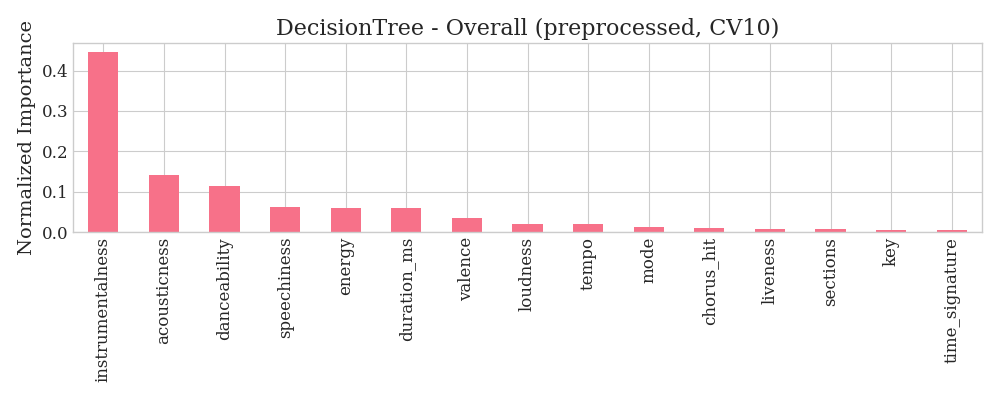 DecisionTree - Overall (preprocessed, CV10)
Normalized Importance
0.4
0.3
0.2
0.1
0.0
instrumentalness
acousticness
danceability
speechiness
energy
duration_ms
valence
loudness
tempo
mode
chorus_hit
liveness
sections
key
time_signature